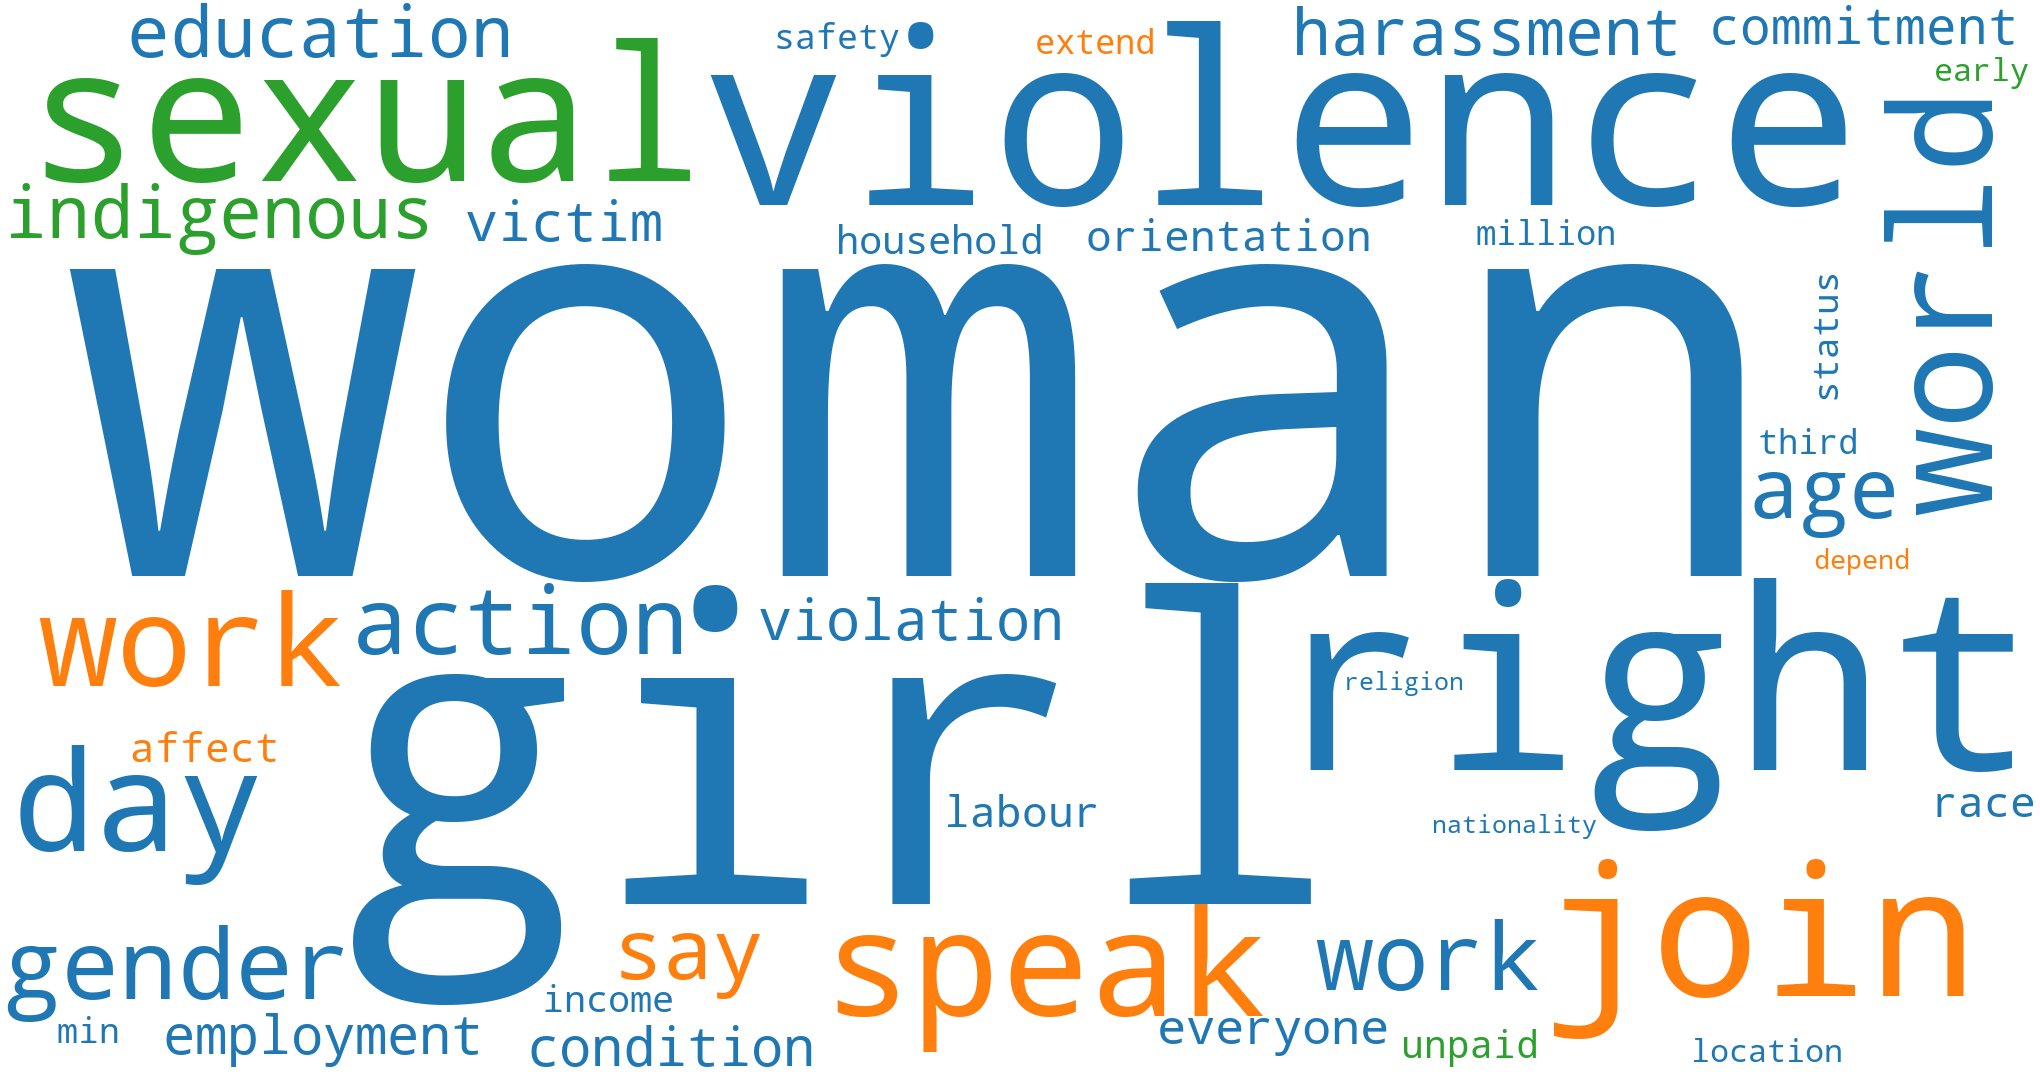 education
safety
extend
harassment
commitment
sexual
violence
early
world
indigenous
victim
household
orientation
million
woman
status
third
age
depend
work
action
violation
girl
right
religion
affect
day
labour
nationality
race
gender
say
speak
work
join
income
min
employment
condition
everyone
unpaid
location